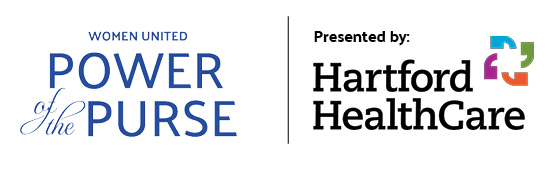 WOMEN UNITED
POWER
of the PURSE
Presented by:
Hartford
HealthCare